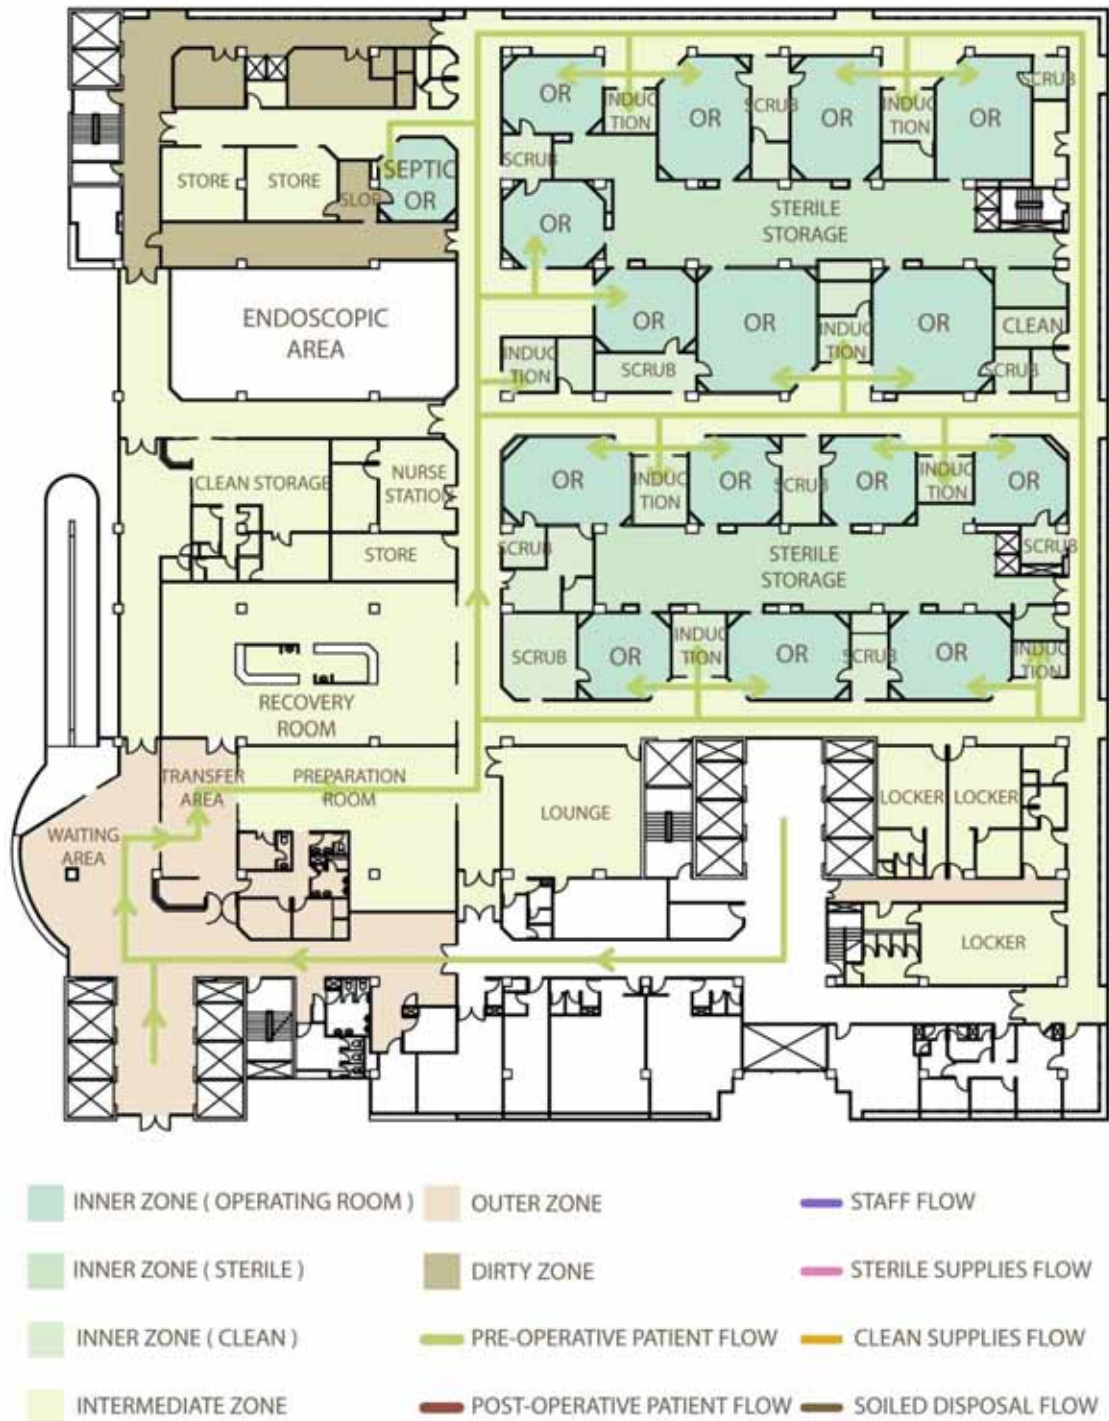 OR
INDUC
TION
OR
SCRUB
OR
INDUC
TION
OR
SCRUB
SCRUB
STORE
STORE
SLOP
SEPTIC
OR
OR
STERILE
STORAGE
ENDOSCOPIC
AREA
OR
OR
INDUC
TION
OR
CLEAN
INDUC
TION
SCRUB
SCRUB
CLEAN STORAGE
NURSE
STATION
OR
INDUC
TION
OR
SCRUB
OR
INDUC
TION
OR
STORE
SCRUB
STERILE
STORAGE
SCRUB
SCRUB
OR
INDUC
TION
OR
SCRUB
OR
INDUC
TION
RECOVERY
ROOM
TRANSFER
AREA
PREPARATION
ROOM
WAITING
AREA
LOUNGE
LOCKER
LOCKER
LOCKER
INNER ZONE ( OPERATING ROOM )
OUTER ZONE
STAFF FLOW
INNER ZONE ( STERILE )
DIRTY ZONE
STERILE SUPPLIES FLOW
INNER ZONE ( CLEAN )
PRE-OPERATIVE PATIENT FLOW
CLEAN SUPPLIES FLOW
INTERMEDIATE ZONE
POST-OPERATIVE PATIENT FLOW
SOILED DISPOSAL FLOW